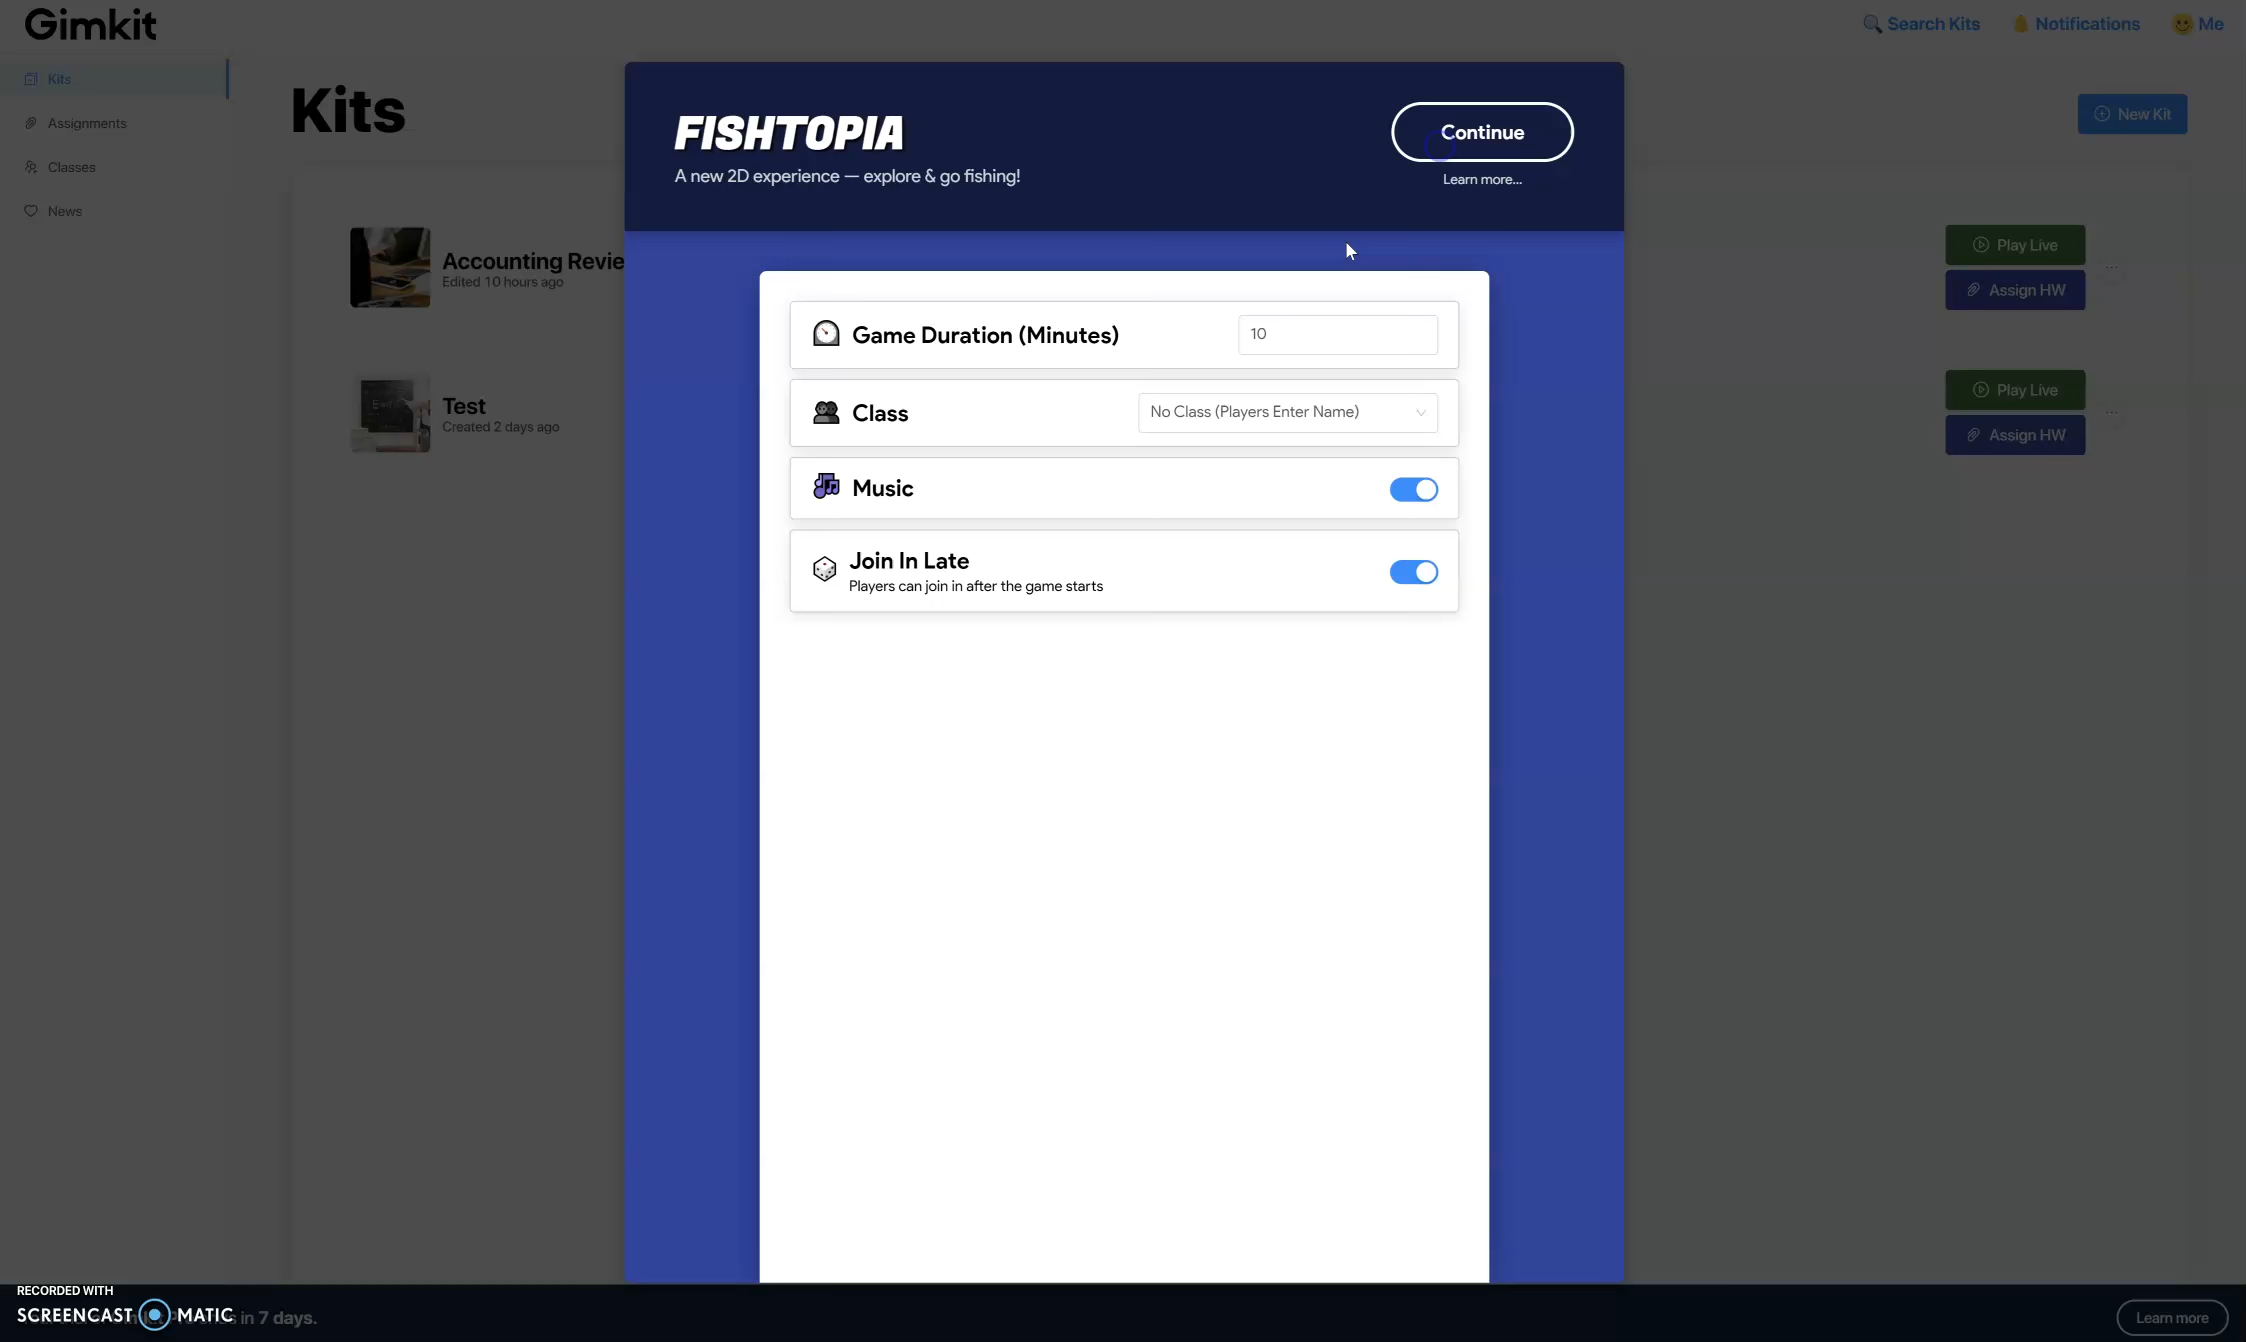 Gimkit
Search Kits
Notifications
Me
Kits
Assignments
Classes
News
Kits
New Kit
FISHTOPIA
A new 2D experience — explore & go fishing!
Continue
Learn more...
Accounting Revie
Edited 10 hours ago
Play Live
Assign HW
Test
Created 2 days ago
Play Live
Assign HW
Game Duration (Minutes)
10
Class
No Class (Players Enter Name)
Music
Join In Late
Players can join in after the game starts
RECORDED WITH
SCREENCAST MATIC
in 7 days.
Learn more